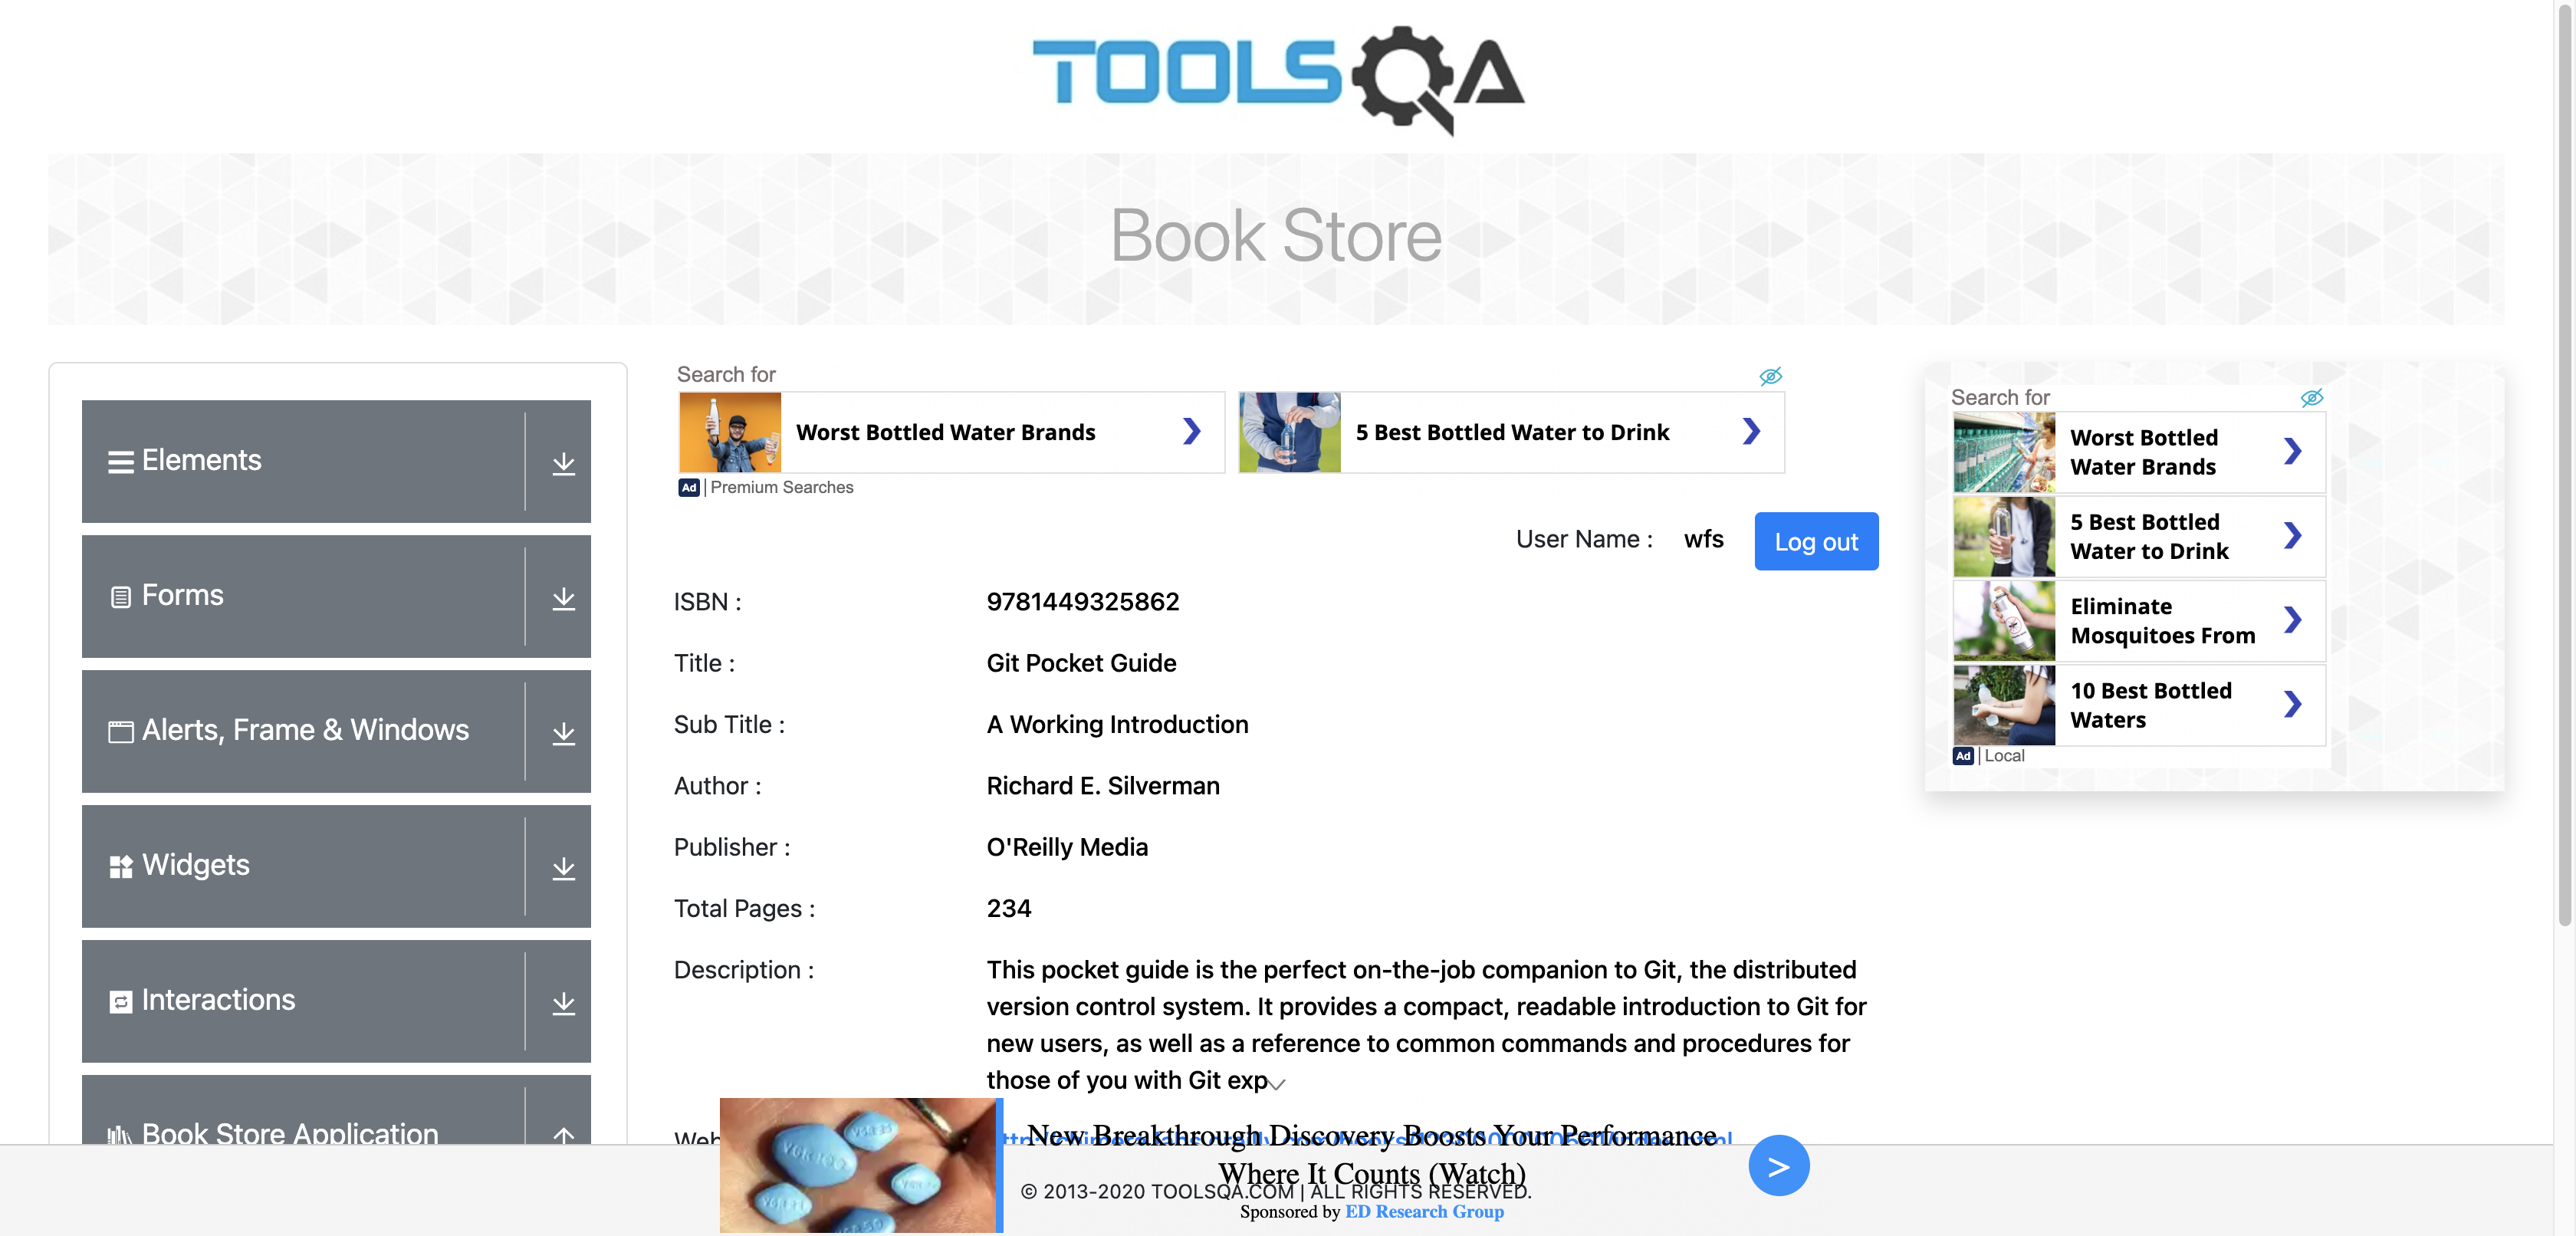 TOOLSQA
Book Store
Elements
Forms
Alerts, Frame & Windows
Widgets
Interactions
Book Store Application
Search for
Worst Bottled Water Brands
5 Best Bottled Water to Drink
Ad | Premium Searches
User Name : wfs Log out
ISBN : 9781449325862
Title : Git Pocket Guide
Sub Title : A Working Introduction
Author : Richard E. Silverman
Publisher : O'Reilly Media
Total Pages : 234
Description : This pocket guide is the perfect on-the-job companion to Git, the distributed
version control system. It provides a compact, readable introduction to Git for
new users, as well as a reference to common commands and procedures for
those of you with Git exp
Search for
Worst Bottled
Water Brands
5 Best Bottled
Water to Drink
Eliminate
Mosquitoes From
10 Best Bottled
Waters
Ad | Local
New Breakthrough Discovery Boosts Your Performance
Where It Counts (Watch)
© 2013-2020 TOOLSQA.COM | ALL RIGHTS RESERVED.
Sponsored by ED Research Group